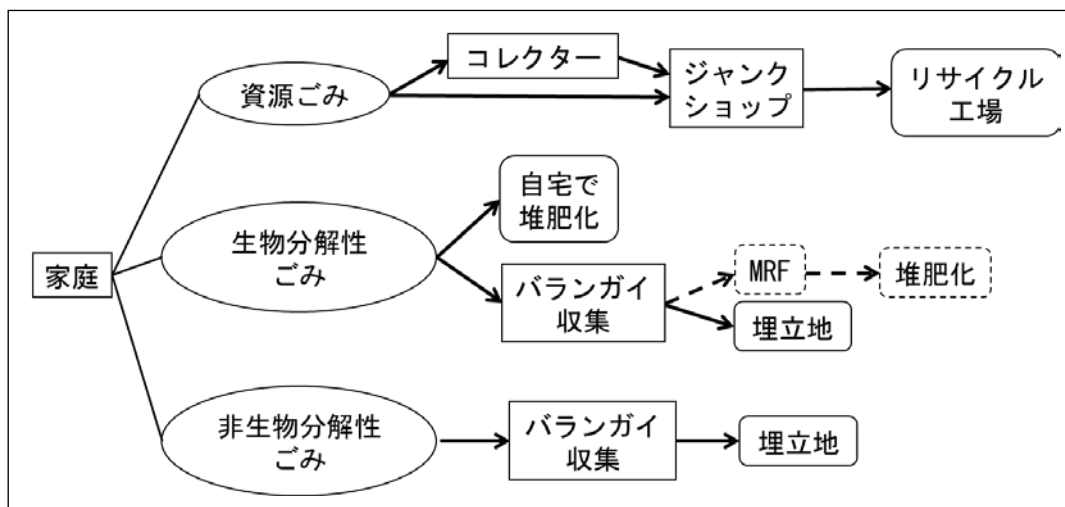 家庭
資源ごみ
コレクター
ジャンク
ショップ
リサイクル
工場
生物分解性
ごみ
自宅で
堆肥化
バランガイ
収集
MRF
堆肥化
埋立地
非生物分解性
ごみ
バランガイ
収集
埋立地